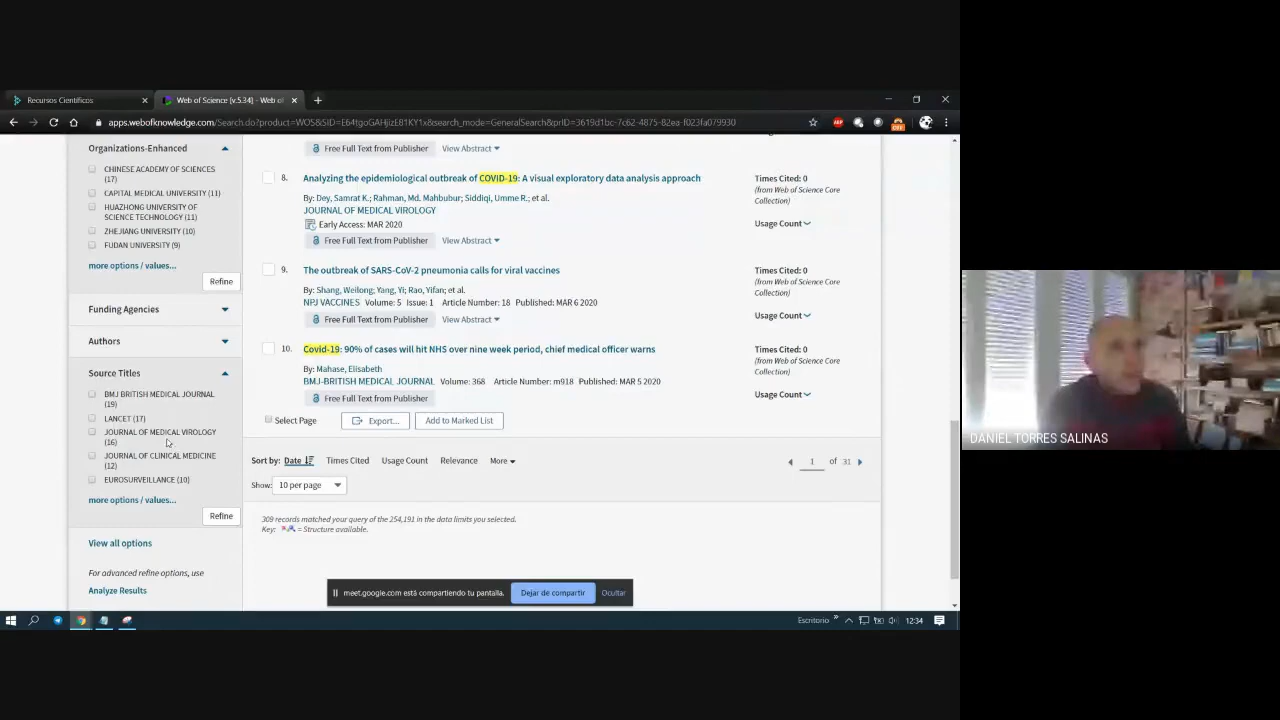 Recursos Científicos
Web of Science [v.5.34] - Web of
apps.webofknowledge.com/Search.do?product=WOS&SID=E64tgoGAHjizE81KY1x&search_mode=GeneralSearch&prID=3619d1bc-7c62-4875-82ea-f023fa079930
Organizations-Enhanced
CHINESE ACADEMY OF SCIENCES
(17)
CAPITAL MEDICAL UNIVERSITY (11)
HUAZHONG UNIVERSITY OF
SCIENCE TECHNOLOGY (11)
ZHEJIANG UNIVERSITY (10)
FUDAN UNIVERSITY (9)
more options / values...
Refine
Funding Agencies
Authors
Source Titles
BMJ BRITISH MEDICAL JOURNAL
(19)
LANCET (17)
JOURNAL OF MEDICAL VIROLOGY
(16)
JOURNAL OF CLINICAL MEDICINE
(12)
EUROSURVEILLANCE (10)
more options / values...
Refine
View all options
For advanced refine options, use
Analyze Results
Free Full Text from Publisher View Abstract
8. Analyzing the epidemiological outbreak of COVID-19: A visual exploratory data analysis approach
By: Dey, Samrat K.; Rahman, Md. Mahbubur; Siddiqi, Umme R.; et al.
JOURNAL OF MEDICAL VIROLOGY
Early Access: MAR 2020
Free Full Text from Publisher View Abstract
Times Cited: 0
(from Web of Science Core
Collection)
Usage Count
9. The outbreak of SARS-CoV-2 pneumonia calls for viral vaccines
By: Shang, Weilong; Yang, Yi; Rao, Yifan; et al.
NPJ VACCINES Volume: 5 Issue: 1 Article Number: 18 Published: MAR 6 2020
Free Full Text from Publisher View Abstract
Times Cited: 0
(from Web of Science Core
Collection)
Usage Count
10. Covid-19: 90% of cases will hit NHS over nine week period, chief medical officer warns
By: Mahase, Elisabeth
BMJ-BRITISH MEDICAL JOURNAL Volume: 368 Article Number: m918 Published: MAR 5 2020
Free Full Text from Publisher
Times Cited: 0
(from Web of Science Core
Collection)
Usage Count
Select Page Export... Add to Marked List
Sort by: Date Times Cited Usage Count Relevance More
1 of 31
Show: 10 per page
309 records matched your query of the 254,191 in the data limits you selected.
Key: = Structure available.
meet.google.com está compartiendo tu pantalla. Dejar de compartir Ocultar
Escritorio 12:34
DANIEL TORRES SALINAS